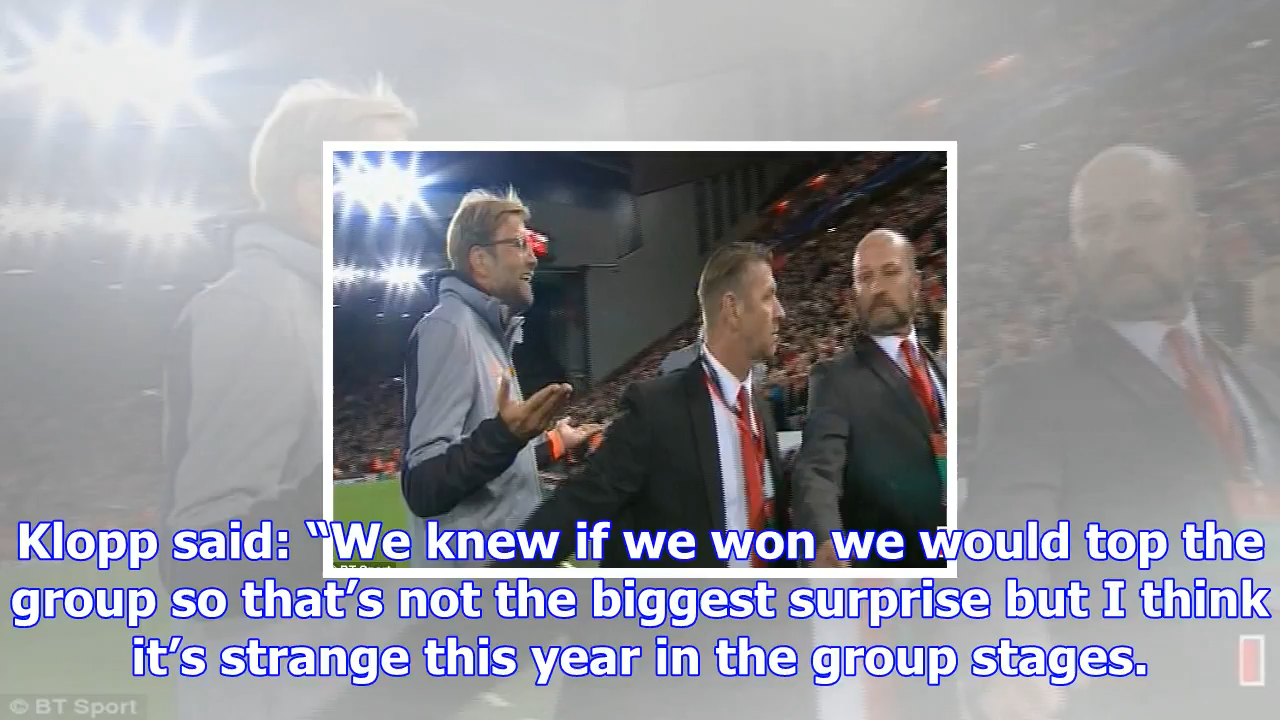 Klopp said: “We knew if we won we would top the
group so that’s not the biggest surprise but I think
it’s strange this year in the group stages.
© BT Sport